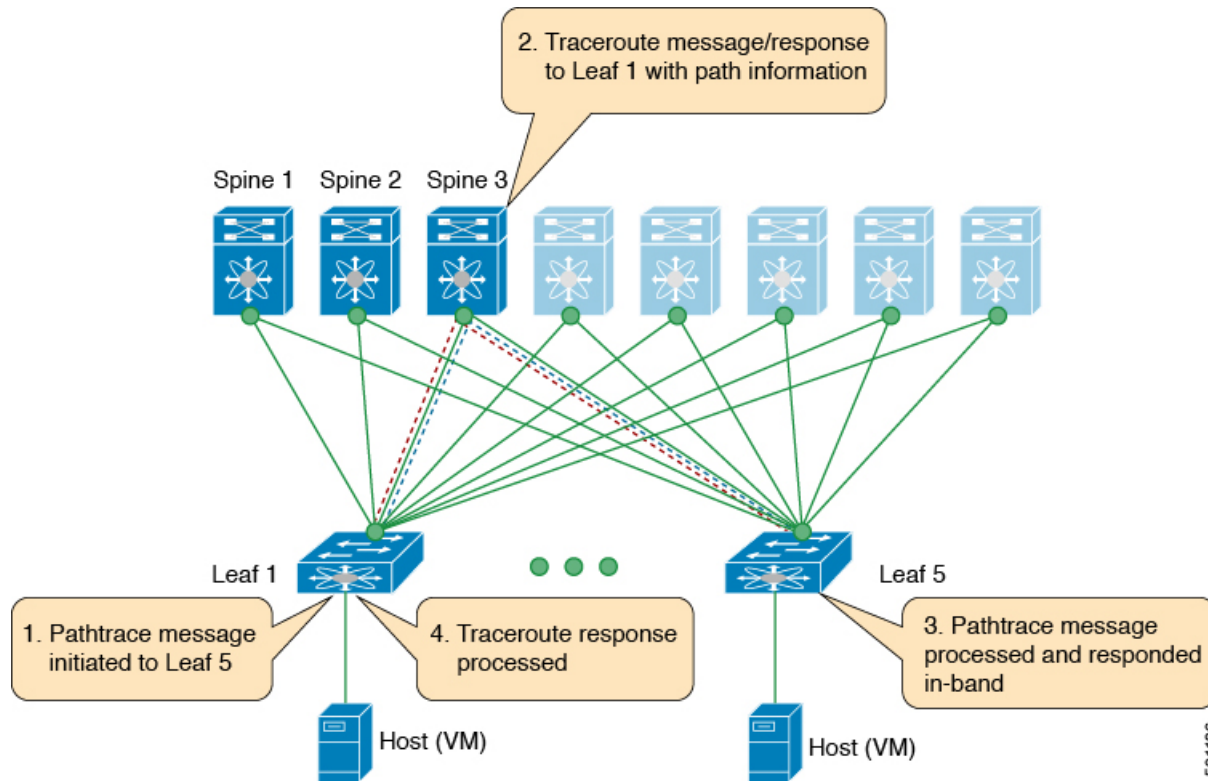 2. Traceroute message/response
to Leaf 1 with path information
Spine 1
Spine 2
Spine 3
Leaf 1
Leaf 5
1. Pathtrace message
initiated to Leaf 5
4. Traceroute response
processed
3. Pathtrace message
processed and responded
in-band
Host (VM)
Host (VM)